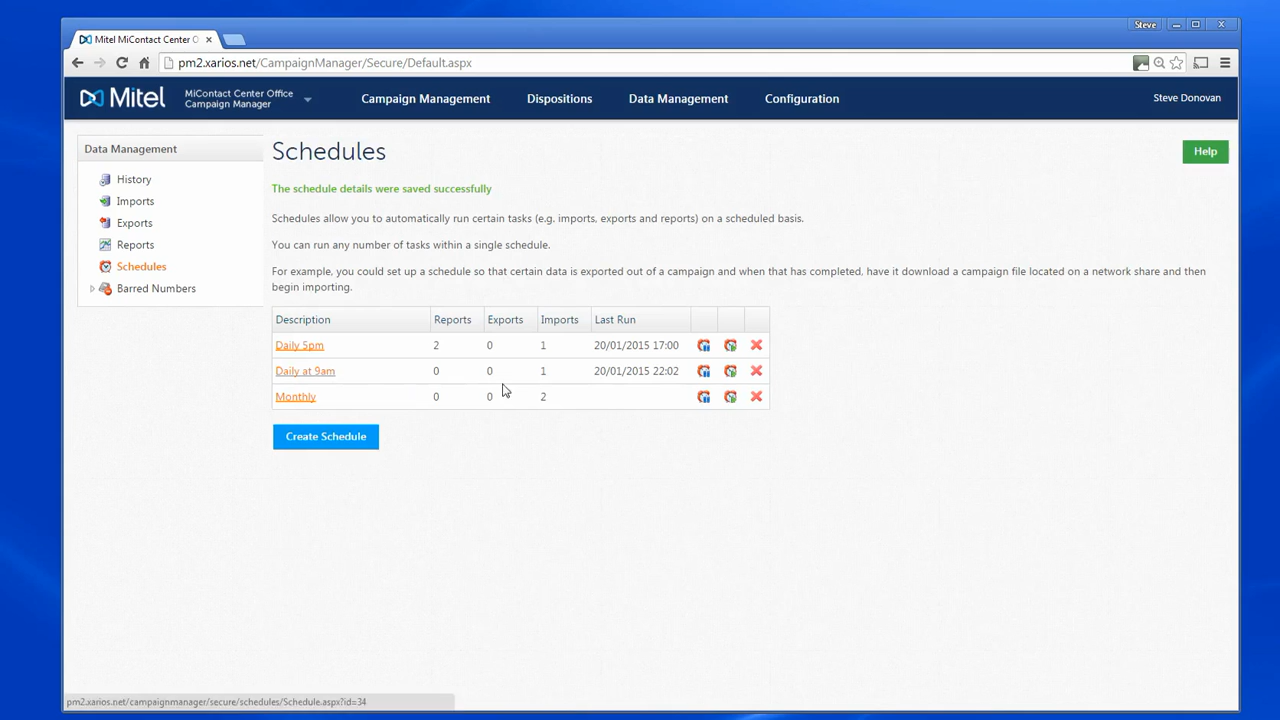 Steve
Mitel MiContact Center O
pm2.xarios.net/CampaignManager/Secure/Default.aspx
Mitel
MiContact Center Office
Campaign Manager
Campaign Management
Dispositions
Data Management
Configuration
Steve Donovan
Data Management
History
Imports
Exports
Reports
Schedules
Barred Numbers
Schedules
Help
The schedule details were saved successfully
Schedules allow you to automatically run certain tasks (e.g. imports, exports and reports) on a scheduled basis.
You can run any number of tasks within a single schedule.
For example, you could set up a schedule so that certain data is exported out of a campaign and when that has completed, have it download a campaign file located on a network share and then
begin importing.
Description Reports Exports Imports Last Run
Daily 5pm 2 0 1 20/01/2015 17:00
Daily at 9am 0 0 1 20/01/2015 22:02
Monthly 0 0 2
Create Schedule
pm2.xarios.net/campaignmanager/secure/schedules/Schedule.aspx?id=34